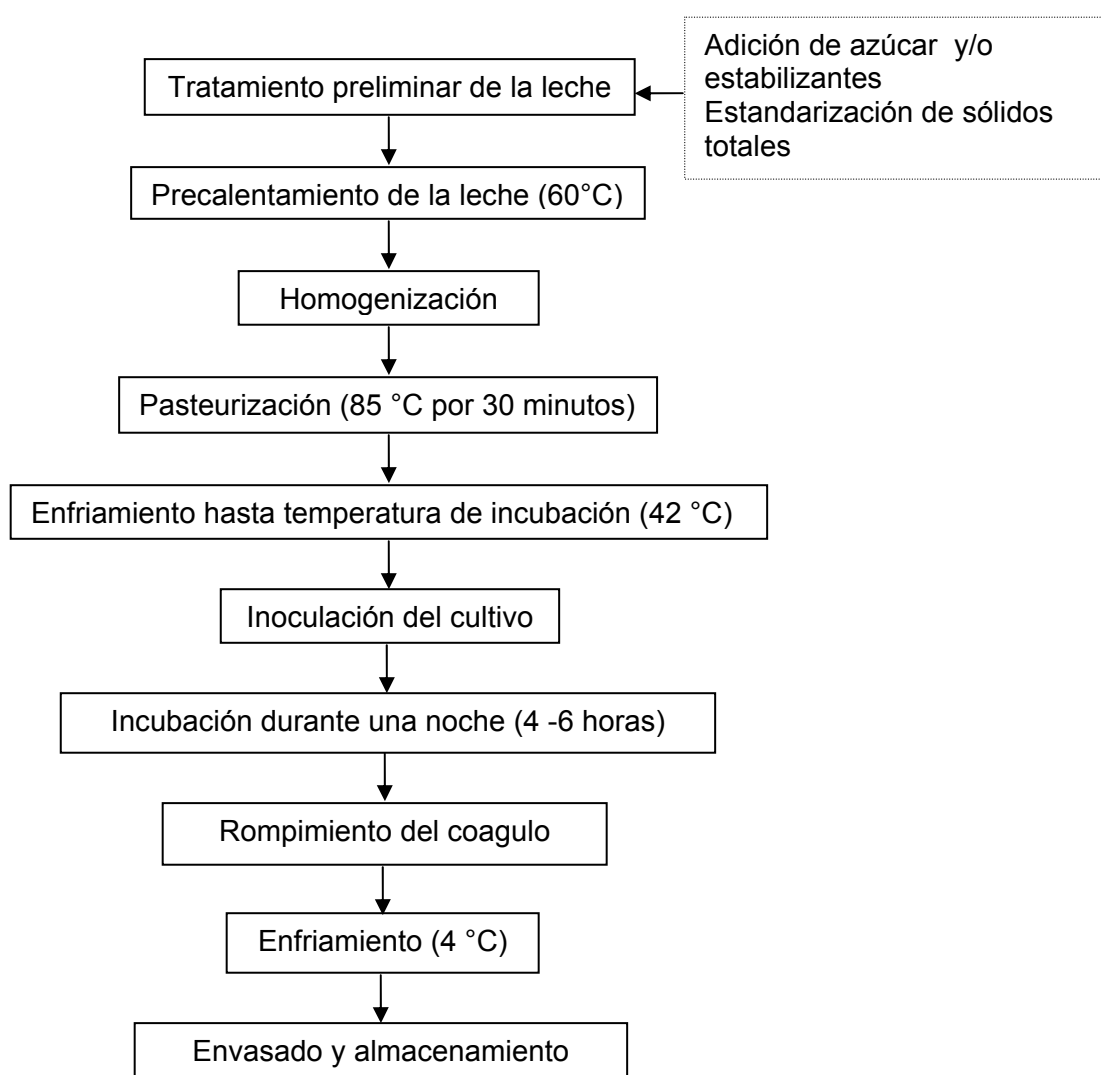 Adición de azúcar y/o
estabilizantes
Estandarización de sólidos
totales
Tratamiento preliminar de la leche
Precalentamiento de la leche (60°C)
Homogenización
Pasteurización (85 °C por 30 minutos)
Enfriamiento hasta temperatura de incubación (42 °C)
Inoculación del cultivo
Incubación durante una noche (4 -6 horas)
Rompimiento del coagulo
Enfriamiento (4 °C)
Envasado y almacenamiento